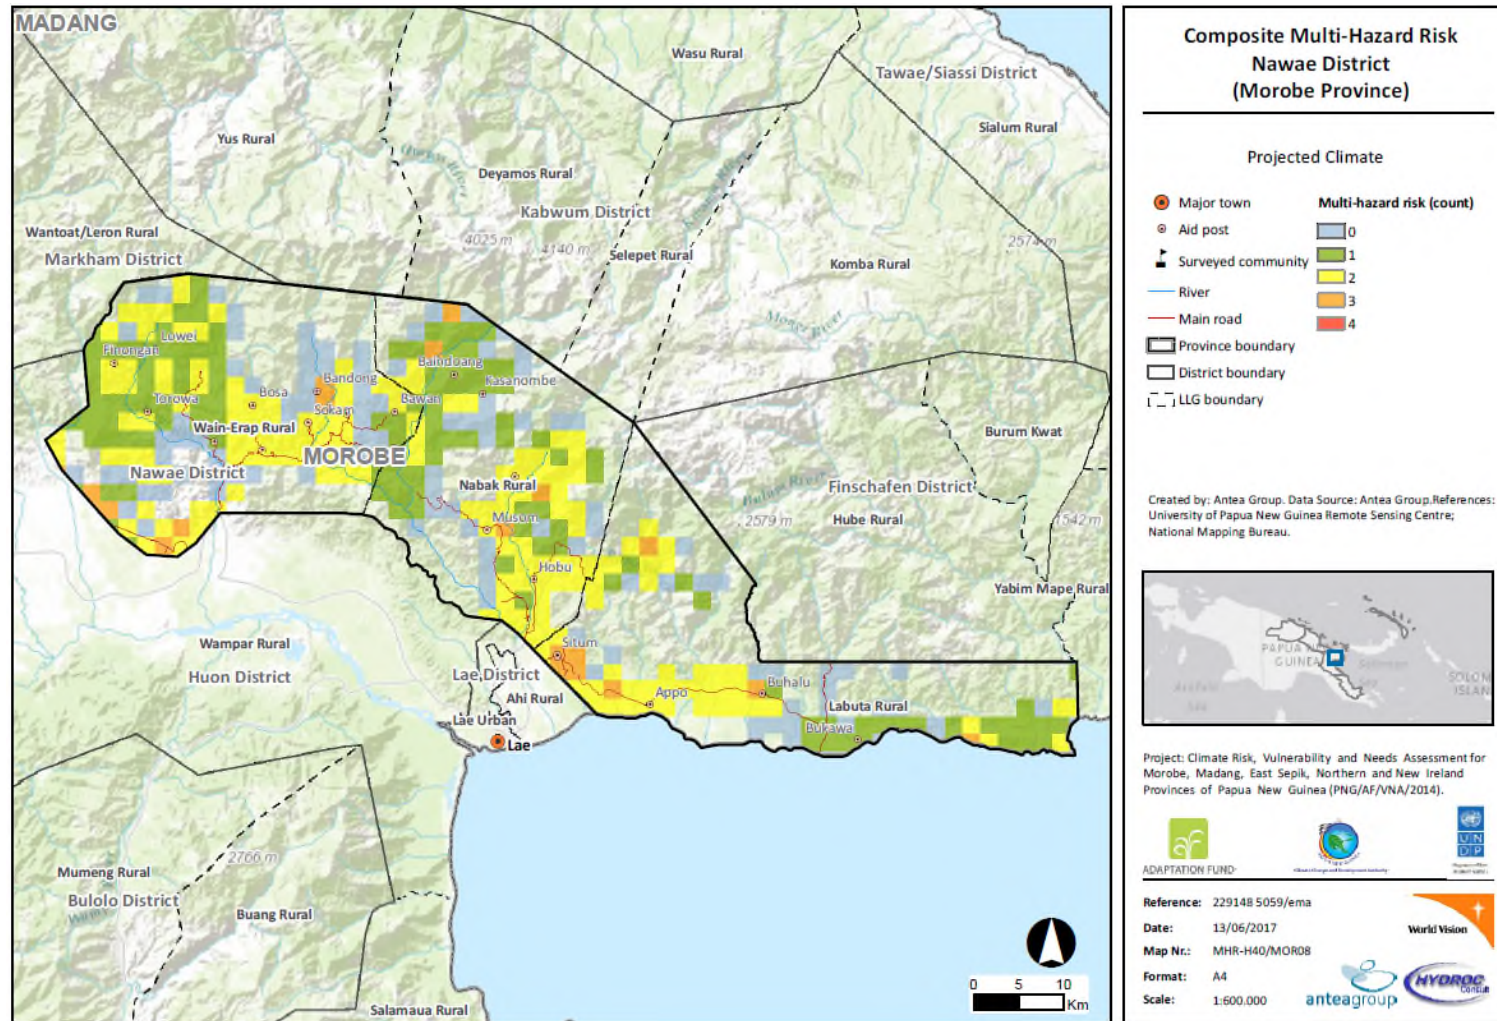 MADANG
Wasu Rural
Tawae/Siassi District
Sialum Rural
Yus Rural
Deyamos Rural
Kabwum District
Wantoat/Leron Rural
Markham District
4025 m
4140 m
2574 m
Selepet Rural
Komba Rural
Lowei
Finongan
Baindoang
Bandong
Kasanombe
Bosa
Torowa
Sokam
Bawan
Wain-Erap Rural
MOROBE
Burum Kwat
Nawae District
Nabak Rural
Finschafen District
Musom
2579 m
Hube Rural
1542 m
Hobu
Yabim Mape Rural
Wampar Rural
Situm
Huon District
Lae District
Ahi Rural
Appo
Buhalu
Labuta Rural
Lae Urban
Bukawa
Lae
2766 m
Mumeng Rural
Bulolo District
Buang Rural
Salamaua Rural
0 5 10
Km
Composite Multi-Hazard Risk
Nawae District
(Morobe Province)
Projected Climate
Major town
Aid post
Surveyed community
River
Main road
Province boundary
District boundary
LLG boundary
Multi-hazard risk (count)
0
1
2
3
4
Created by: Antea Group. Data Source: Antea Group.References:
University of Papua New Guinea Remote Sensing Centre;
National Mapping Bureau.
PAPUA NEW
GUINEA
Solomon
Sea
SOLOM
ISLAN
Project: Climate Risk, Vulnerability and Needs Assessment for
Morobe, Madang, East Sepik, Northern and New Ireland
Provinces of Papua New Guinea (PNG/AF/VNA/2014).
ADAPTATION FUND
U N
D P
Reference: 229148 5059/ema
Date: 13/06/2017
Map Nr.: MHR-H40/MOR08
Format: A4
Scale: 1:600.000
World Vision
anteagroup
HYDROC
Consult